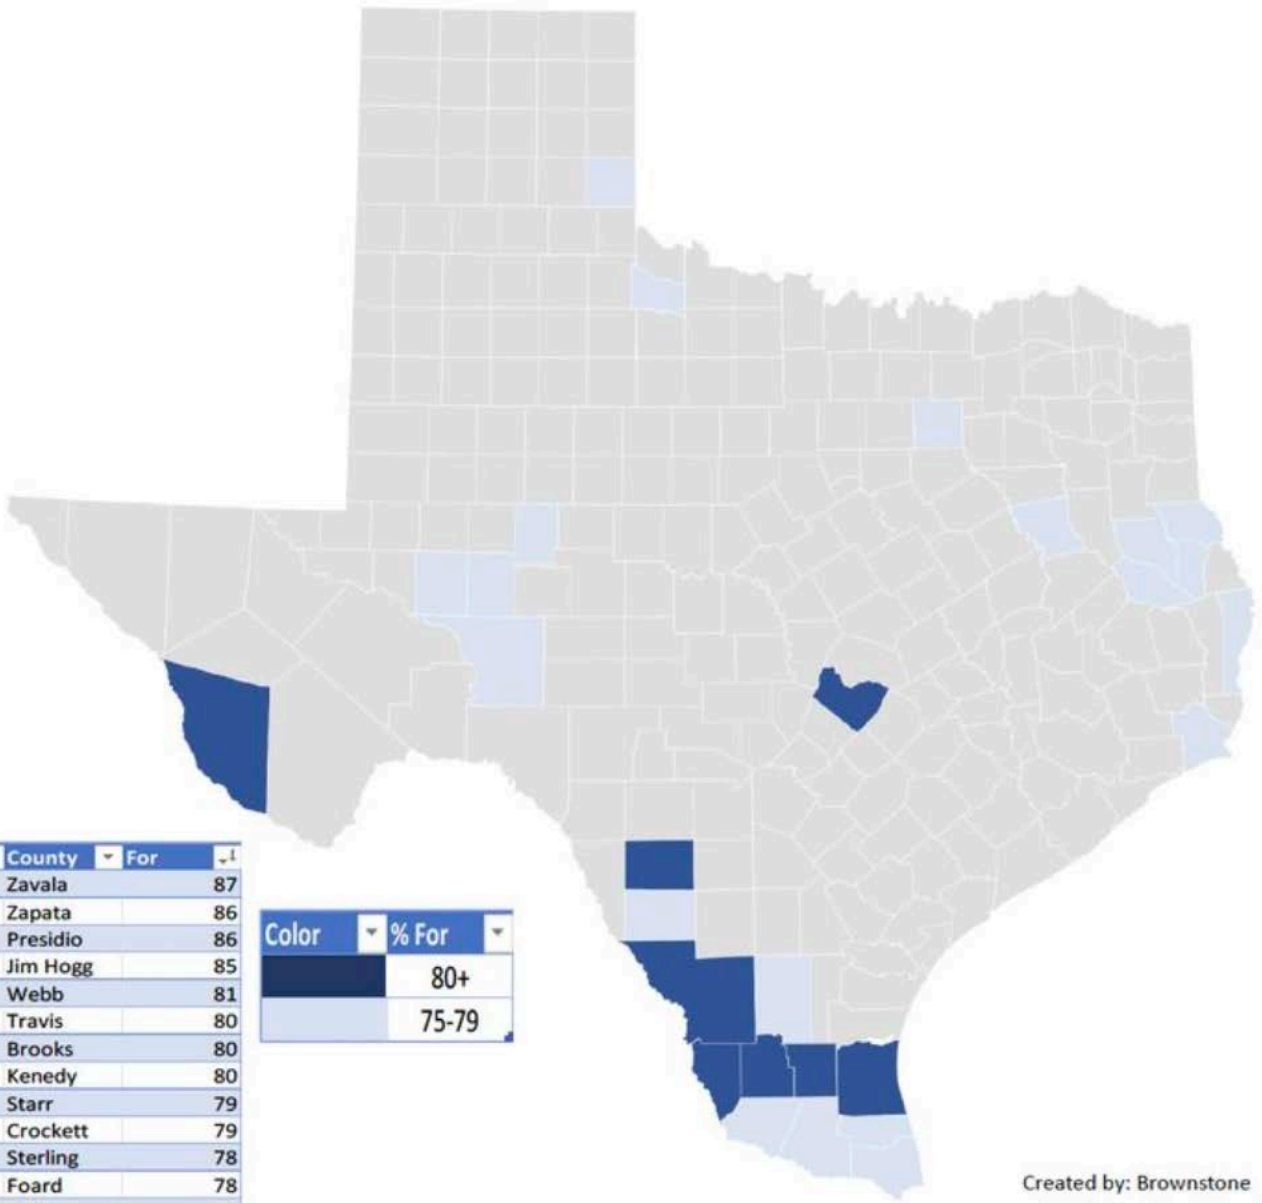 County For
Zavala 87
Zapata 86
Presidio 86
Jim Hogg 85
Webb 81
Travis 80
Brooks 80
Kenedy 80
Starr 79
Crockett 79
Sterling 78
Foard 78
Color % For
80+
75-79
Created by: Brownstone